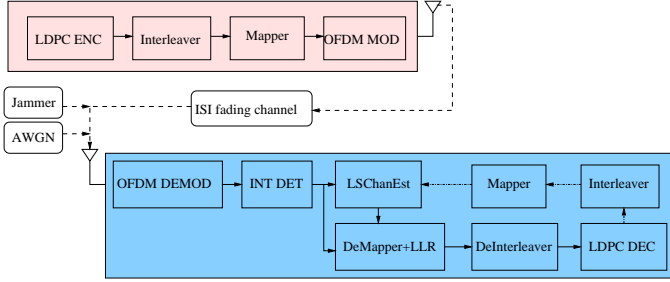 LDPC ENC
Interleaver
Mapper
OFDM MOD
Jammer
ISI fading channel
AWGN
OFDM DEMOD
INT DET
LSChanEst
Mapper
Interleaver
DeMapper+LLR
DeInterleaver
LDPC DEC